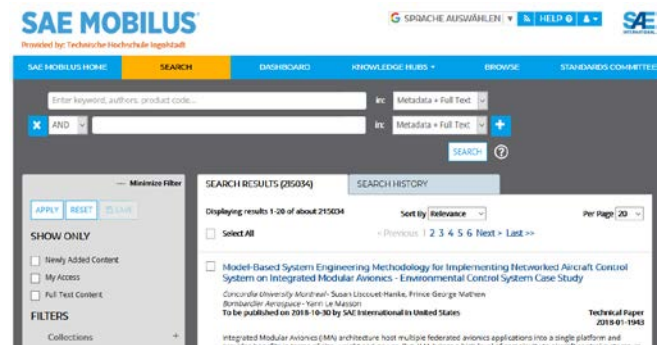 SAE MOBILUS
G SPRACHE AUSWÄHLEN ▼ HELP
SAE INTERNATIONAL
Provided by: Technische Hochschule Ingolstadt
SAE MOBILUS HOME SEARCH DASHBOARD KNOWLEDGE HUBS BROWSE STANDARDS COMMITTEE
Enter keyword, authors, product code... in: Metadata + Full Text
AND in: Metadata + Full Text
SEARCH ?
Minimize Filter
SEARCH RESULTS (215034) SEARCH HISTORY
APPLY RESET SAVE
Displaying results 1-20 of about 215034 Sort By Relevance Per Page 20
Select All < Previous 1 2 3 4 5 6 Next > Last >>
SHOW ONLY
Newly Added Content
My Access
Full Text Content
FILTERS
Collections +
Model-Based System Engineering Methodology for Implementing Networked Aircraft Control
System on Integrated Modular Avionics - Environmental Control System Case Study
Concordia University Montreal- Susan Liscouet-Hanke, Prince George Mathew
Bombardier Aerospace - Yann Le Masson
To be published on 2018-10-30 by SAE International in United States Technical Paper
2018-01-1943
Integrated Modular Avionics (IMA) architecture host multiple federated avionics applications into a single platform and